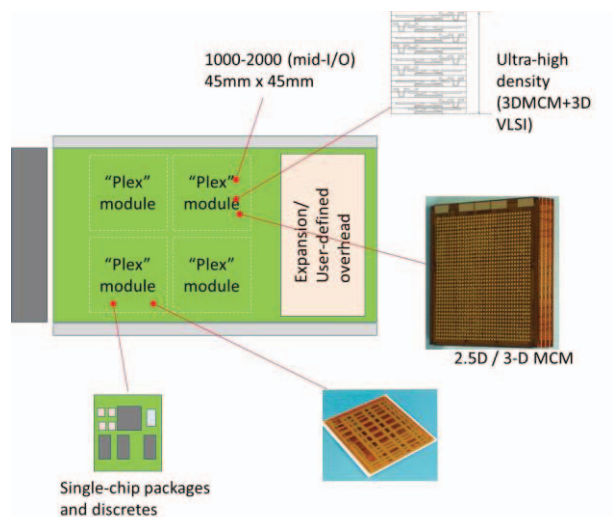 1000-2000 (mid-I/O)
45mm x 45mm
Ultra-high
density
(3DMCM+3D
VLSI)
“Plex”
module
“Plex”
module
“Plex”
module
“Plex”
module
Expansion/
User-defined
overhead
2.5D / 3-D MCM
Single-chip packages
and discretes